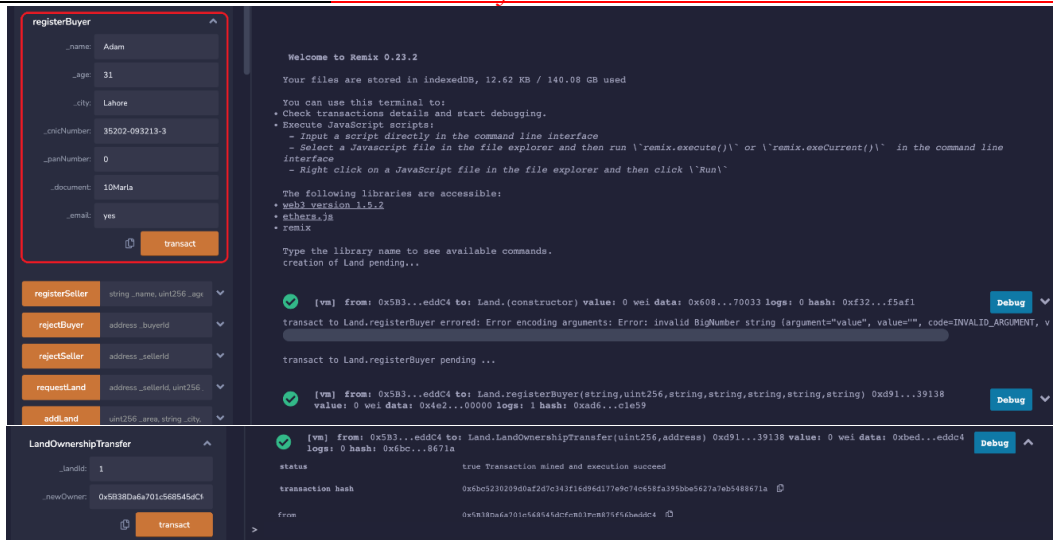 registerBuyer
_name: Adam
_age: 31
_city: Lahore
_cnicNumber: 35202-093213-3
_panNumber: 0
_document: 10Marla
_email: yes
transact
registerSeller string _name, uint256 _age
rejectBuyer address _buyerId
rejectSeller address _sellerId
requestLand address _sellerId, uint256_
addLand uint256 _area, string _city,
Welcome to Remix 0.23.2
Your files are stored in indexedDB, 12.62 KB / 140.08 GB used
You can use this terminal to:
• Check transactions details and start debugging.
• Execute JavaScript scripts:
- Input a script directly in the command line interface
- Select a Javascript file in the file explorer and then run \`remix.execute()\` or \`remix.exeCurrent()\` in the command line
interface
- Right click on a JavaScript file in the file explorer and then click \`Run\`
The following libraries are accessible:
• web3 version 1.5.2
• ethers.js
• remix
Type the library name to see available commands.
creation of Land pending...
[vm] from: 0x5B3...eddC4 to: Land.(constructor) value: 0 wei data: 0x608...70033 logs: 0 hash: 0xf32...f5af1
Debug
transact to Land.registerBuyer errored: Error encoding arguments: Error: invalid BigNumber string (argument="value", value="", code=INVALID_ARGUMENT, v
transact to Land.registerBuyer pending ...
[vm] from: 0x5B3...eddC4 to: Land.registerBuyer(string,uint256,string,string,string,string,string) 0xd91...39138
value: 0 wei data: 0x4e2...00000 logs: 1 hash: 0xad6...c1e59
Debug
LandOwnershipTransfer
_landId: 1
_newOwner: 0x5B38Da6a701c568545dCf
transact
[vm] from: 0x5B3...eddC4 to: Land.LandOwnershipTransfer(uint256,address) 0xd91...39138 value: 0 wei data: 0xbed...eddc4
logs: 0 hash: 0x6bc...8671a
Debug
status true Transaction mined and execution succeed
transaction hash 0x6bc5230209d0af2d7c343f16d96d177e9c74c658fa395bbe5627a7eb5488671a
from 0x5B38Da6a701c568545dCfcB03FcB875f56beddC4
>